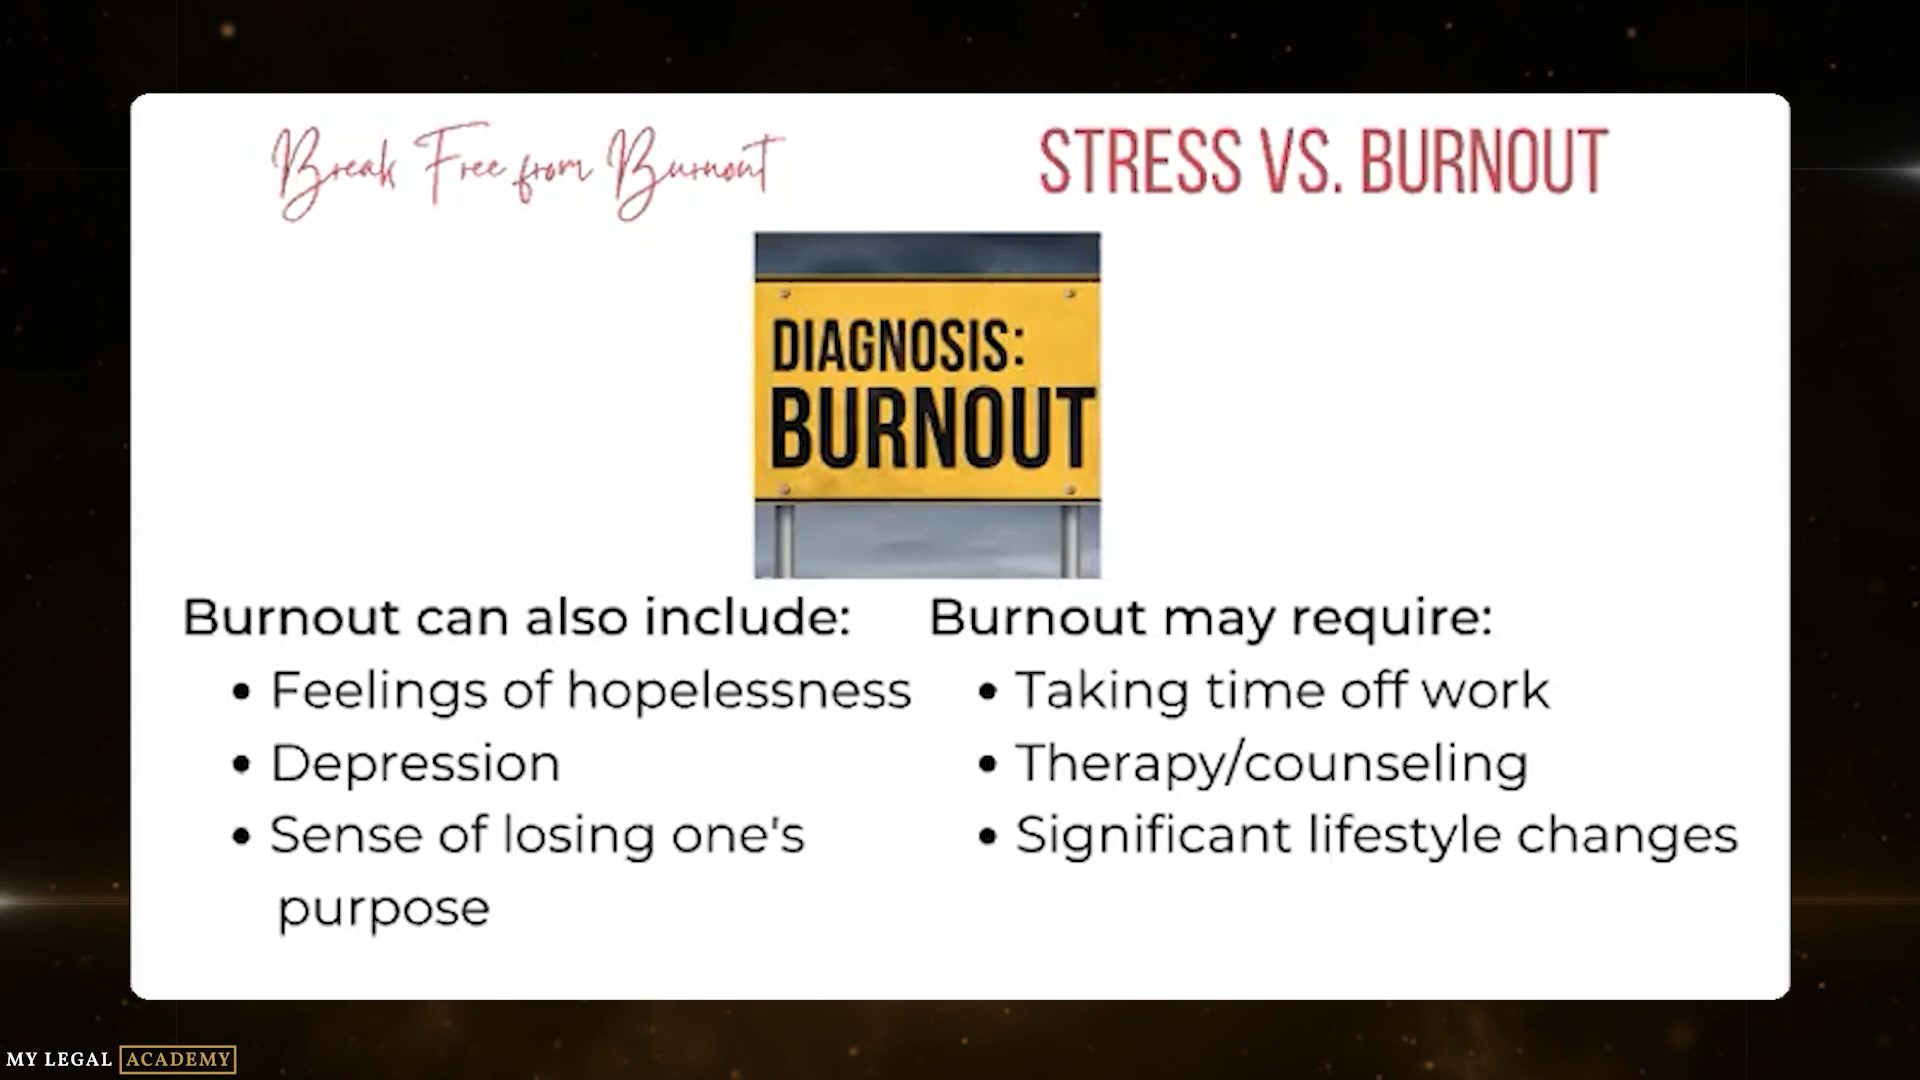 Break Free from Burnout
STRESS VS. BURNOUT
DIAGNOSIS:
BURNOUT
Burnout can also include:
• Feelings of hopelessness
• Depression
• Sense of losing one's
purpose
Burnout may require:
• Taking time off work
• Therapy/counseling
• Significant lifestyle changes
MY LEGAL ACADEMY